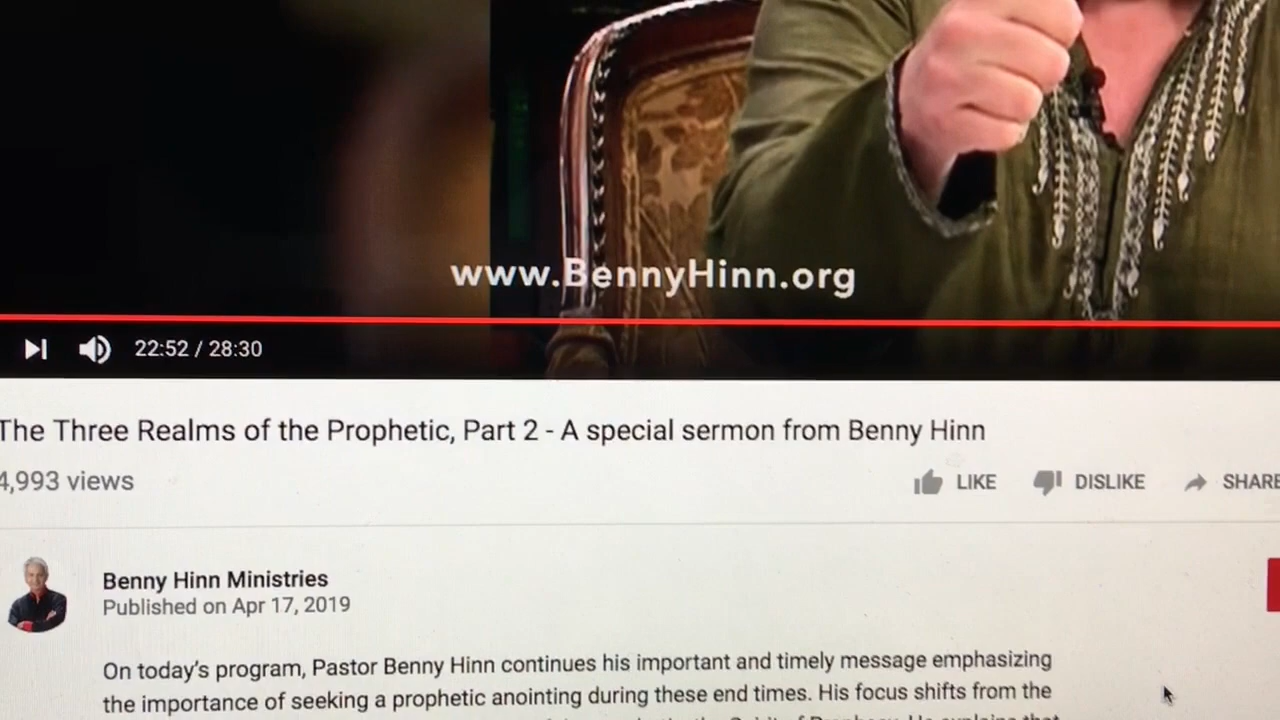 www.BennyHinn.org
22:52 / 28:30
The Three Realms of the Prophetic, Part 2 - A special sermon from Benny Hinn
4,993 views
LIKE DISLIKE SHARE
Benny Hinn Ministries
Published on Apr 17, 2019
On today's program, Pastor Benny Hinn continues his important and timely message emphasizing
the importance of seeking a prophetic anointing during these end times. His focus shifts from the